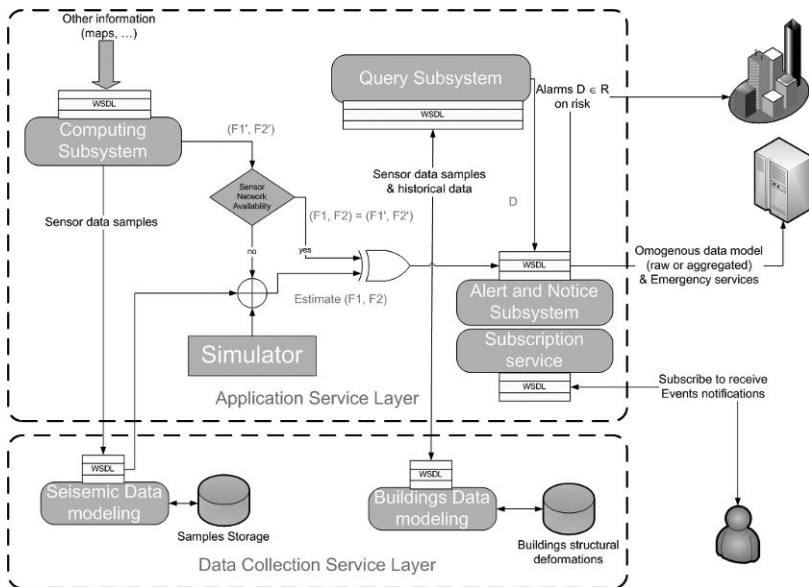 Other information
(maps, ...)
WSDL
Computing
Subsystem
(F1', F2')
Sensor
Network
Availability
Sensor data samples
no
yes
(F1, F2) = (F1', F2')
Estimate (F1, F2)
Simulator
Query Subsystem
Sensor data samples
& historical data
D
Alarms D ∈ R
on risk
WSDL
Alert and Notice
Subsystem
Subscription
service
WSDL
Omogenous data model
(raw or aggregated)
& Emergency services
Subscribe to receive
Events notifications
Application Service Layer
WSDL
Seisemic Data
modeling
Samples Storage
WSDL
Buildings Data
modeling
Buildings structural
deformations
Data Collection Service Layer